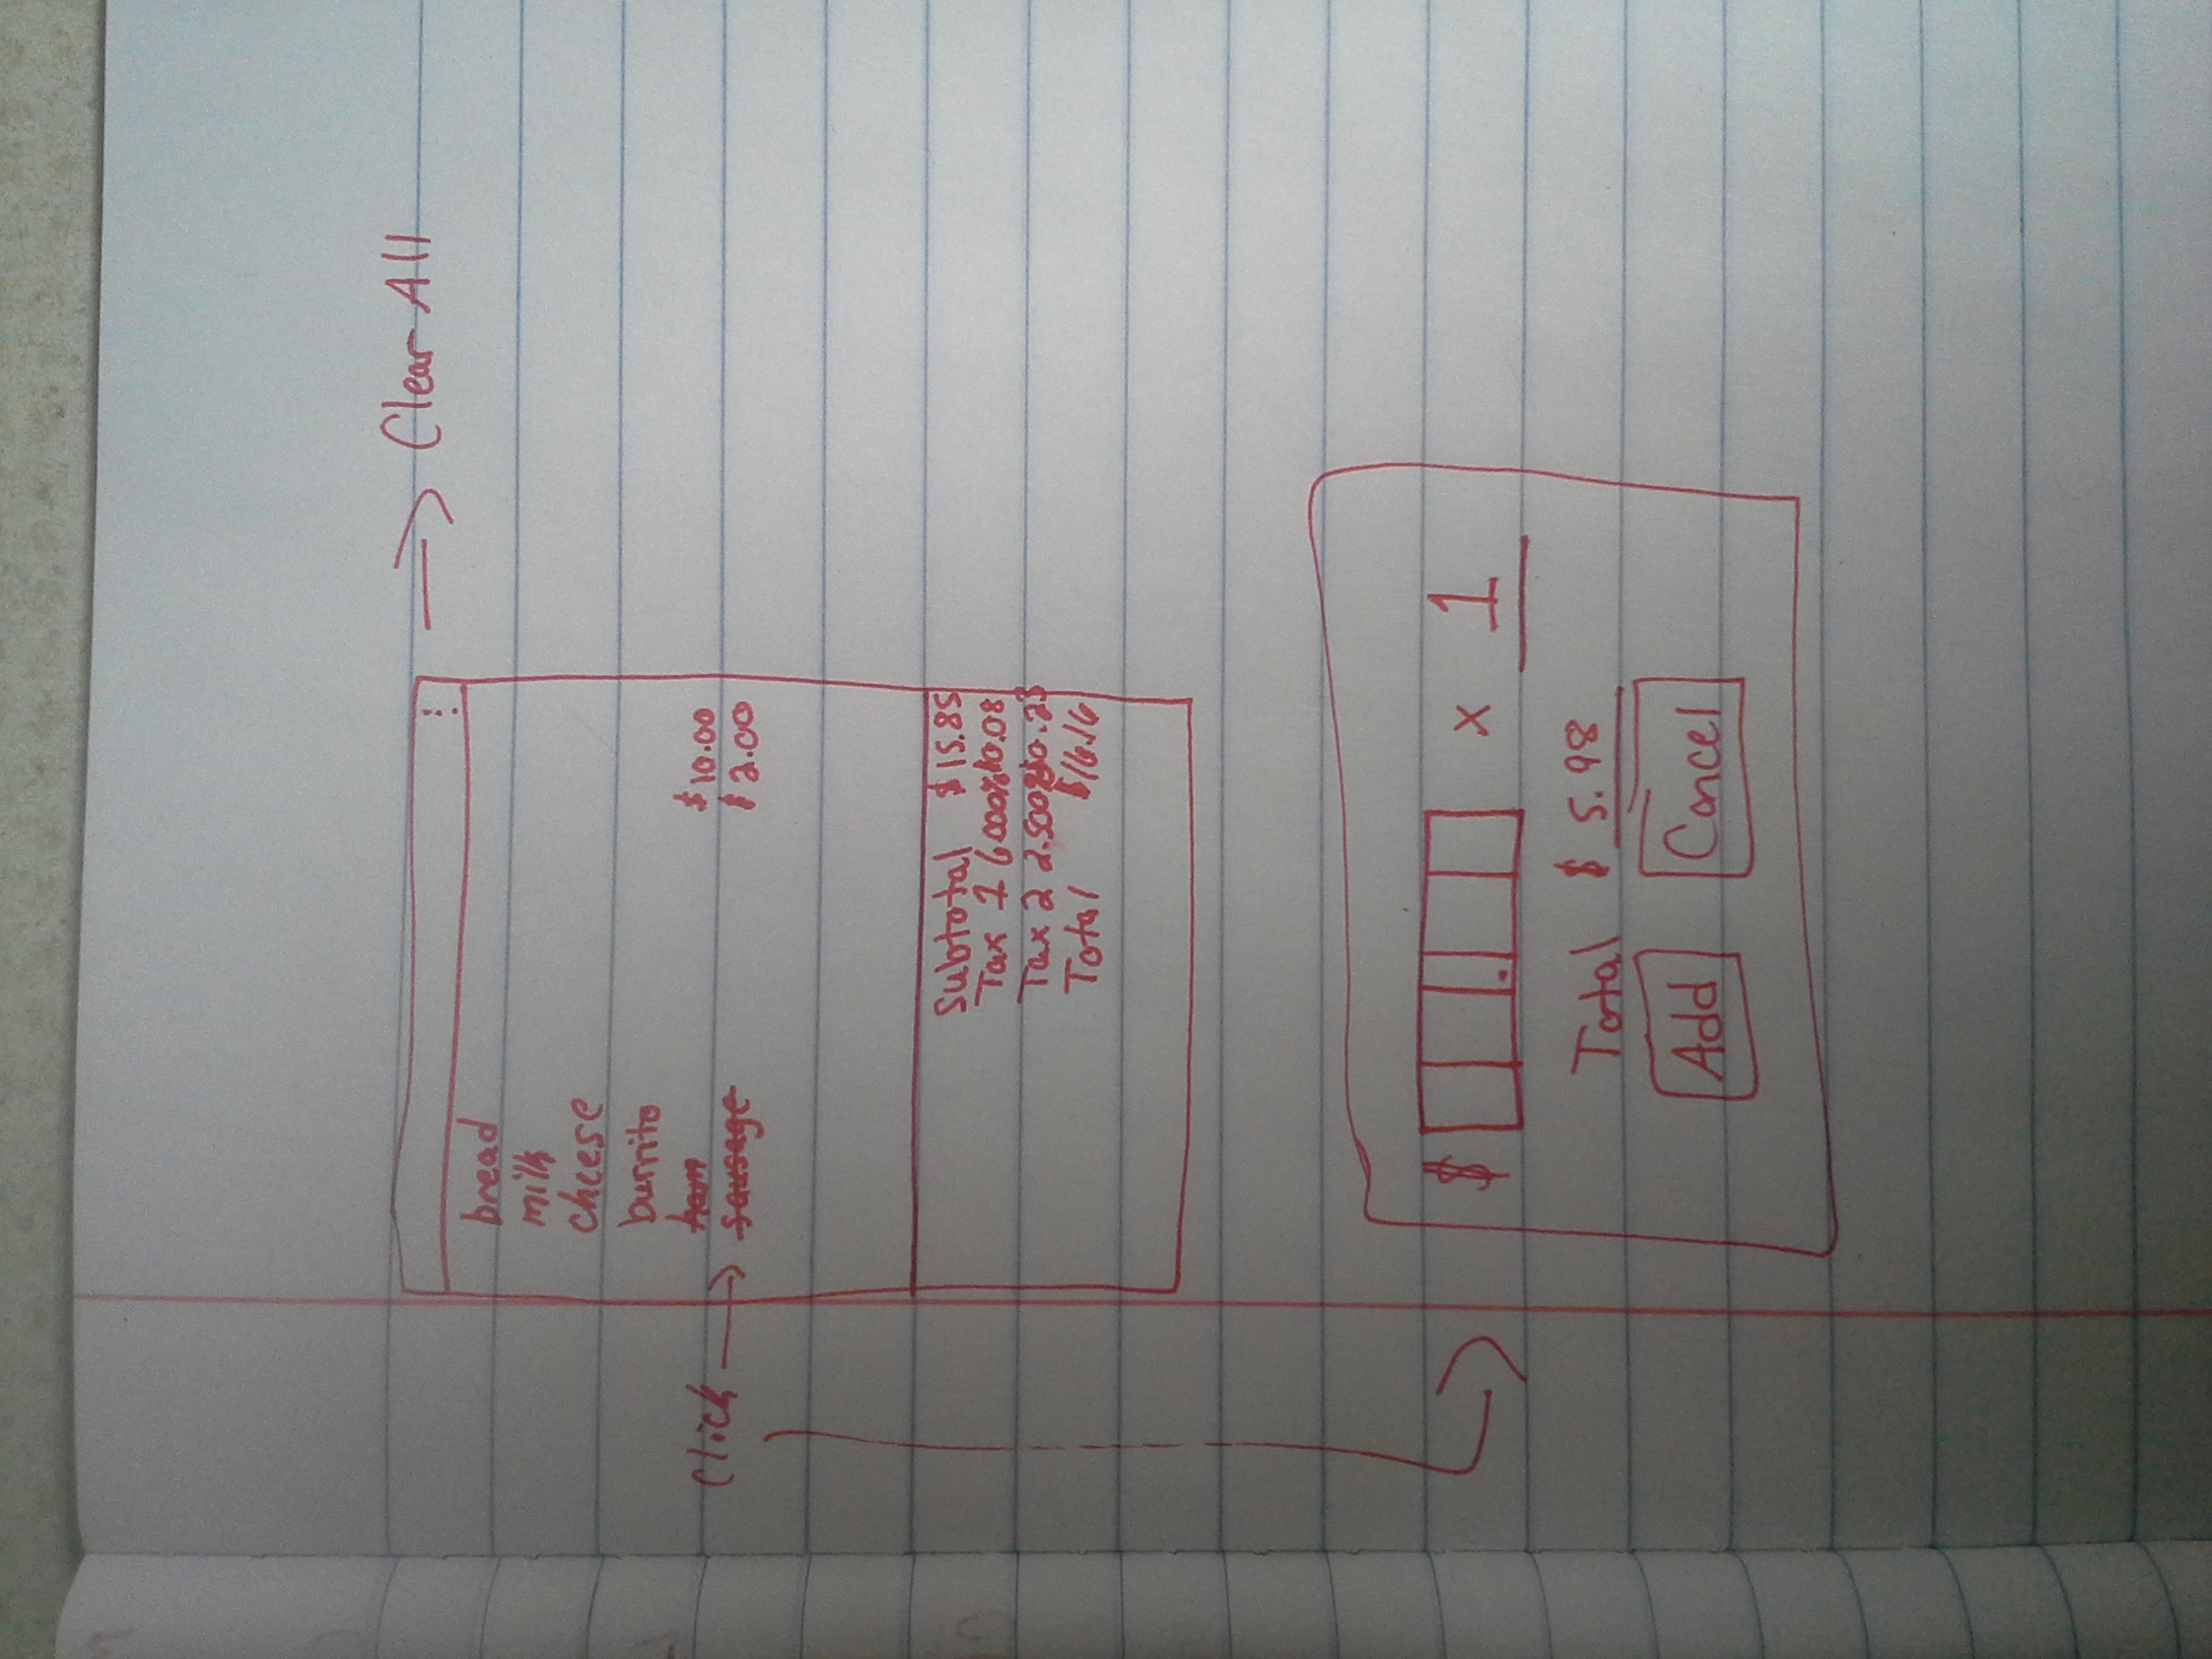 Clear All
bread
milk
cheese
burrito
ham $10.00
Click
sausage $2.00
Subtotal $15.85
Tax 1 6.000% $0.08
Tax 2 2.500% $0.23
Total $16.16
$ . x 1
Total $ 5.98
Add Cancel